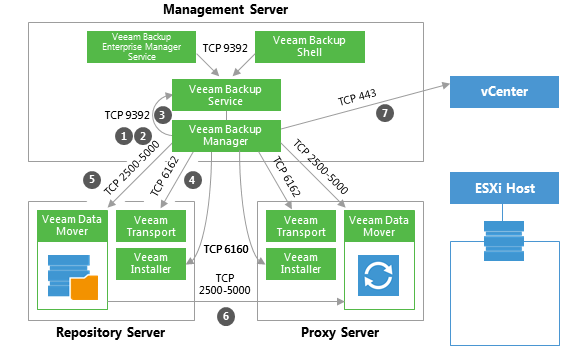 Management Server
Veeam Backup
Enterprise Manager
Service
TCP 9392
Veeam Backup
Shell
Veeam Backup
Service
TCP 9392
3
1 2
Veeam Backup
Manager
TCP 443
7
vCenter
5
TCP 2500-5000
TCP 6162
4
TCP 6162
TCP 2500-5000
ESXi Host
Veeam Data
Mover
Veeam
Transport
Veeam
Installer
TCP 6160
Veeam
Transport
Veeam
Installer
Veeam Data
Mover
TCP
2500-5000
6
Repository Server
Proxy Server